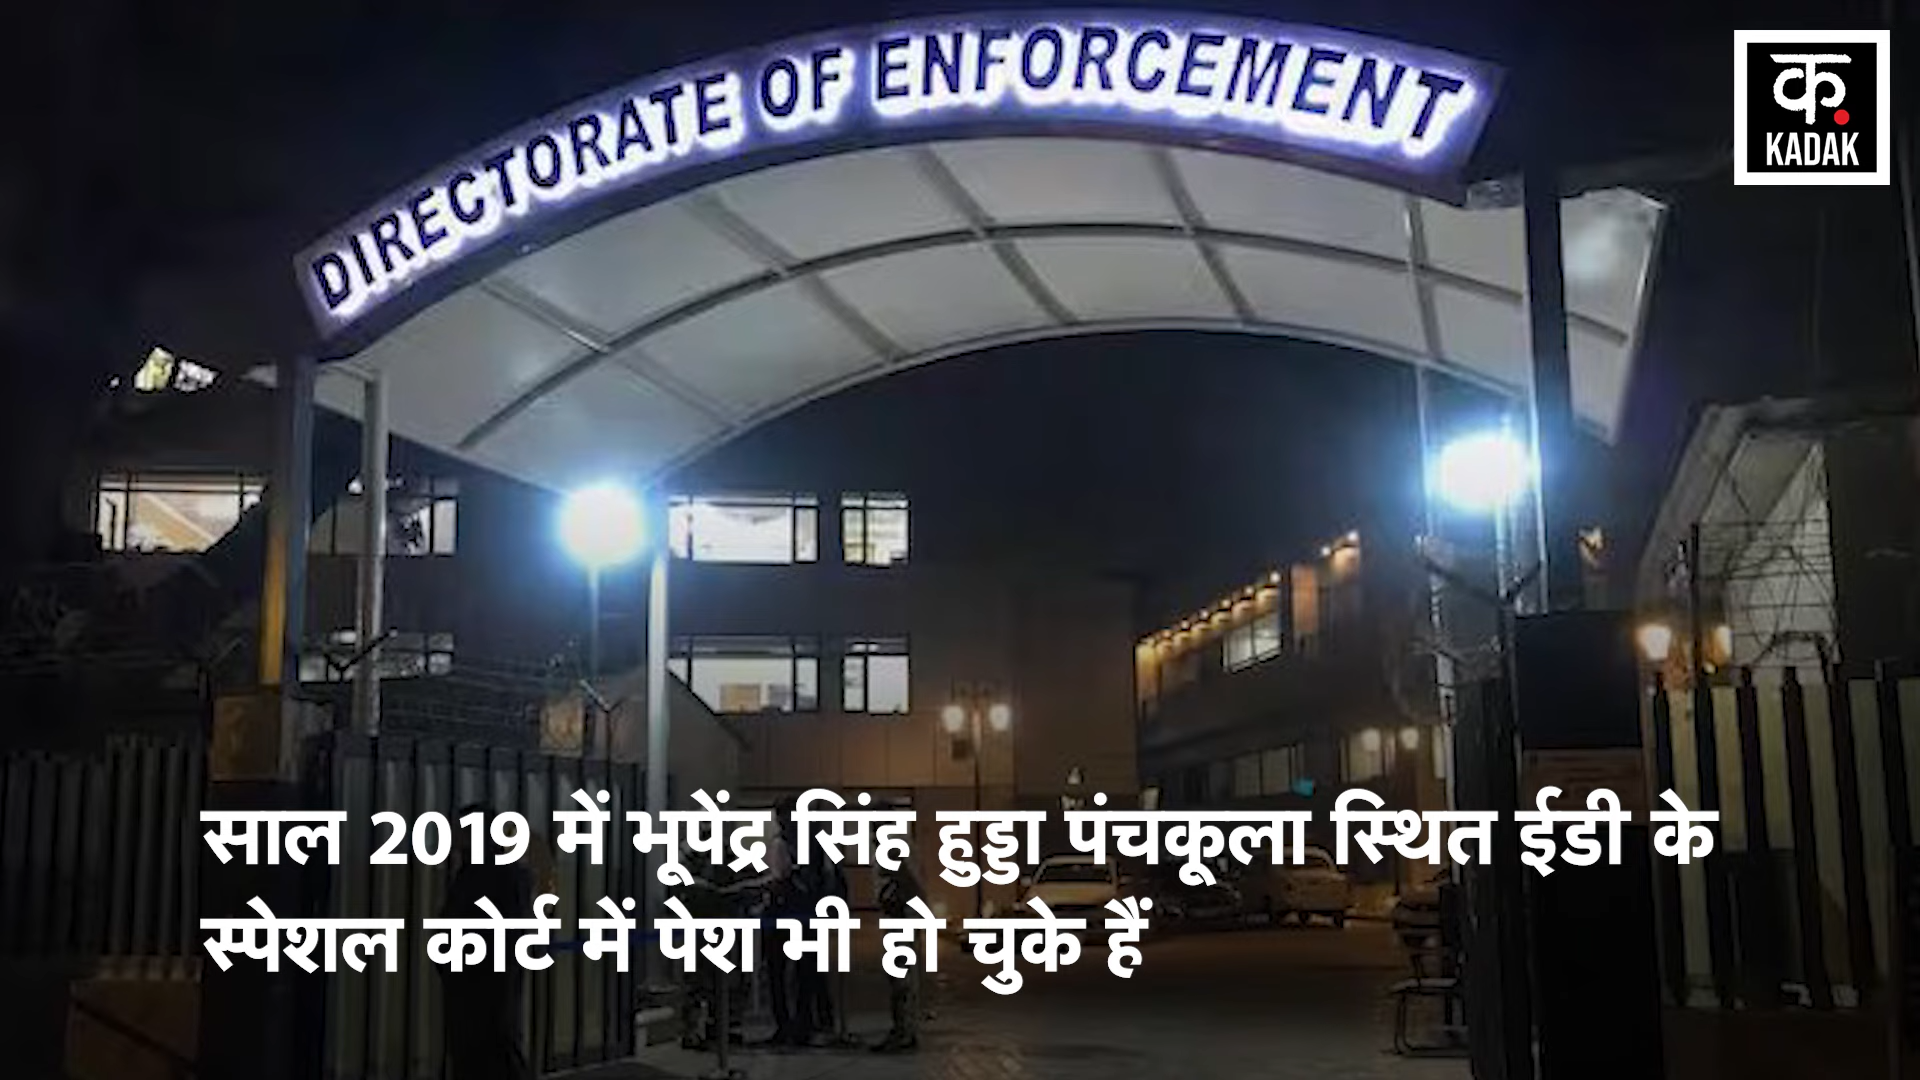 DIRECTORATE OF ENFORCEMENT
क.
KADAK
साल 2019 में भूपेंद्र सिंह हुड्डा पंचकूला स्थित ईडी के
स्पेशल कोर्ट में पेश भी हो चुके हैं